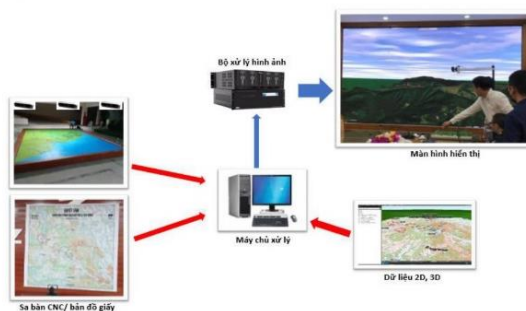 Bộ xử lý hình ảnh
Màn hình hiển thị
Máy chủ xử lý
Dữ liệu 2D, 3D
Sa bàn CNC/ bản đồ giấy